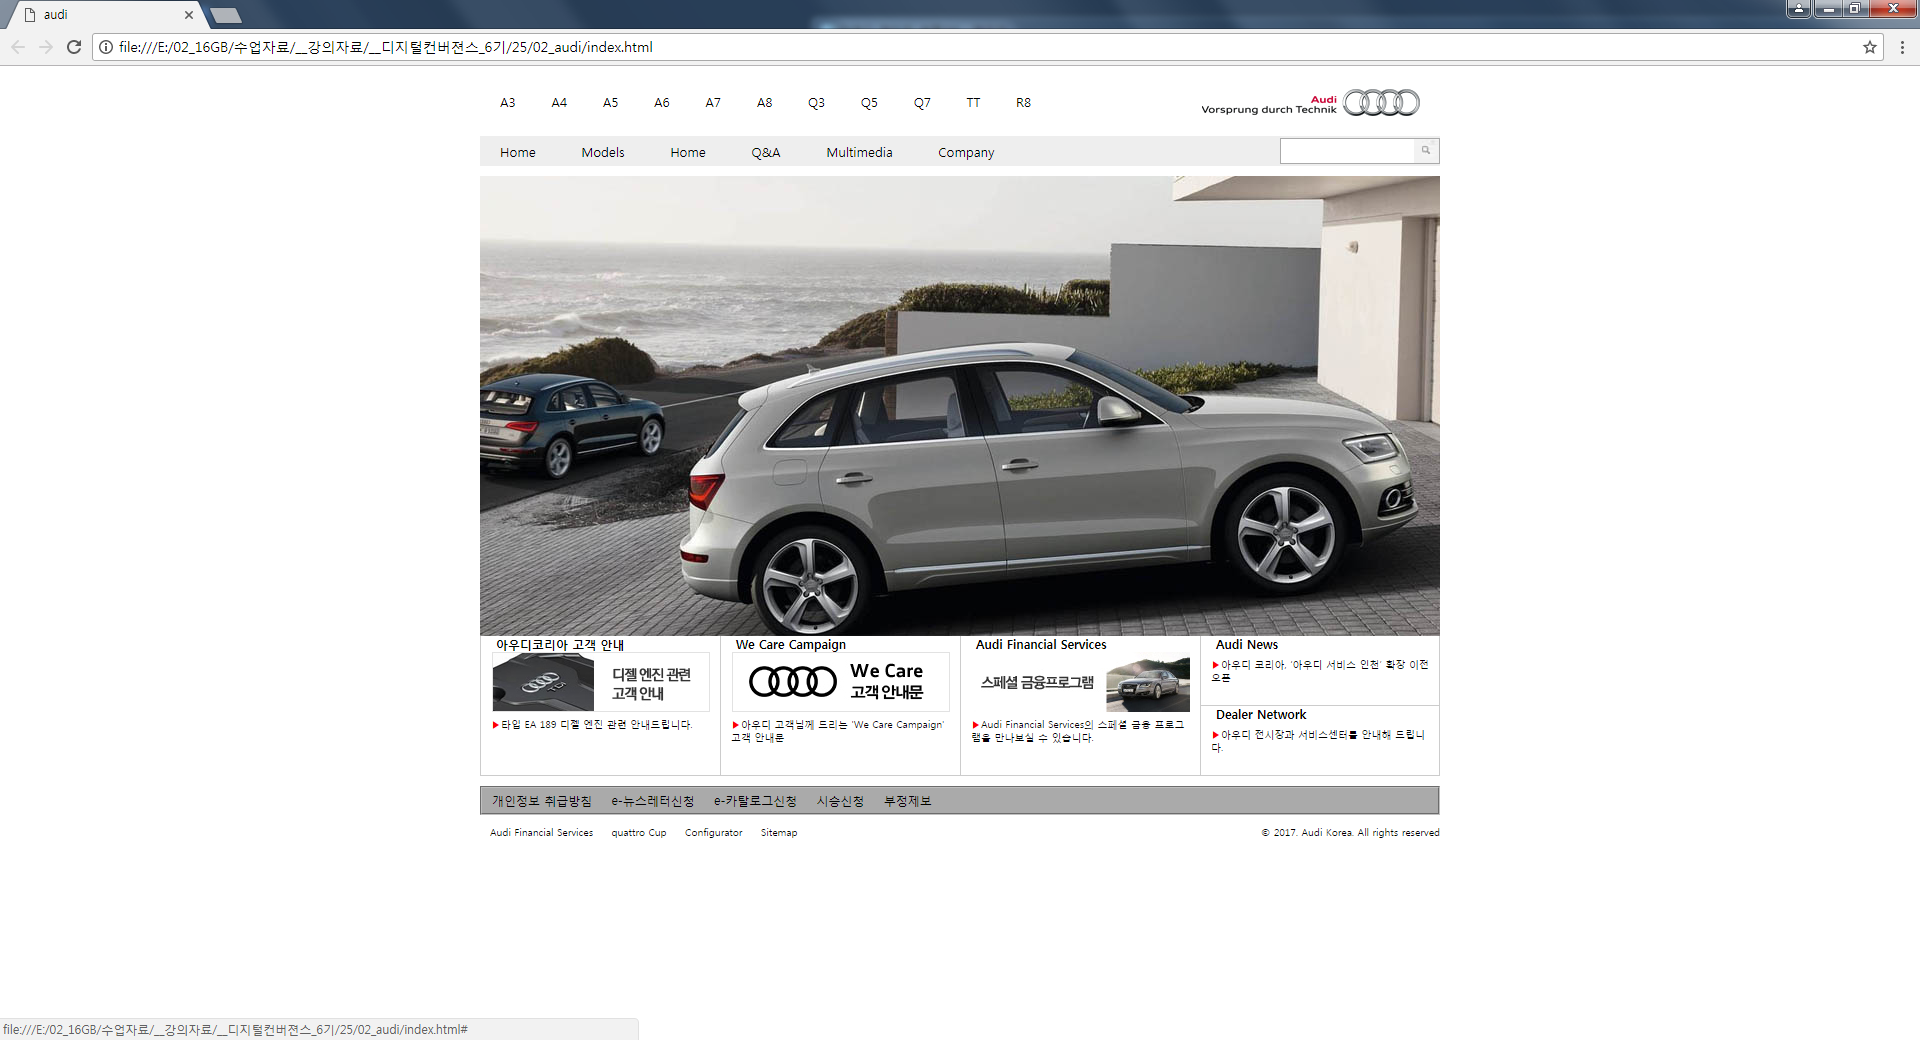 audi
file:///E:/02_16GB/수업자료/__강의자료/__디지털컨버젼스_6기/25/02_audi/index.html
A3 A4 A5 A6 A7 A8 Q3 Q5 Q7 TT R8
Audi
Vorsprung durch Technik
Home Models Home Q&A Multimedia Company
아우디코리아 고객 안내
디젤 엔진 관련
고객 안내
TDI
타입 EA 189 디젤 엔진 관련 안내드립니다.
We Care Campaign
We Care
고객 안내문
아우디 고객님께 드리는 'We Care Campaign'
고객 안내문
Audi Financial Services
스페셜 금융프로그램
Audi Financial Services의 스페셜 금융 프로그
램을 만나보실 수 있습니다.
Audi News
아우디 코리아, '아우디 서비스 인천' 확장 이전
오픈
Dealer Network
아우디 전시장과 서비스센터를 안내해 드립니
다.
개인정보 취급방침 e-뉴스레터신청 e-카탈로그신청 시승신청 부정제보
Audi Financial Services quattro Cup Configurator Sitemap
© 2017. Audi Korea. All rights reserved
file:///E:/02_16GB/수업자료/__강의자료/__디지털컨버젼스_6기/25/02_audi/index.html#